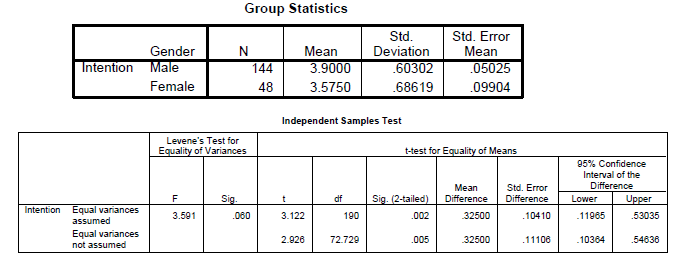 Group Statistics
Gender N Mean Std. Deviation Std. Error Mean
Intention Male 144 3.9000 .60302 .05025
Female 48 3.5750 .68619 .09904
Independent Samples Test
Levene's Test for Equality of Variances t-test for Equality of Means
95% Confidence Interval of the Difference
F Sig. t df Sig. (2-tailed) Mean Difference Std. Error Difference Lower Upper
Intention Equal variances assumed 3.591 .060 3.122 190 .002 .32500 .10410 .11965 .53035
Equal variances not assumed 2.926 72.729 .005 .32500 .11106 .10364 .54636